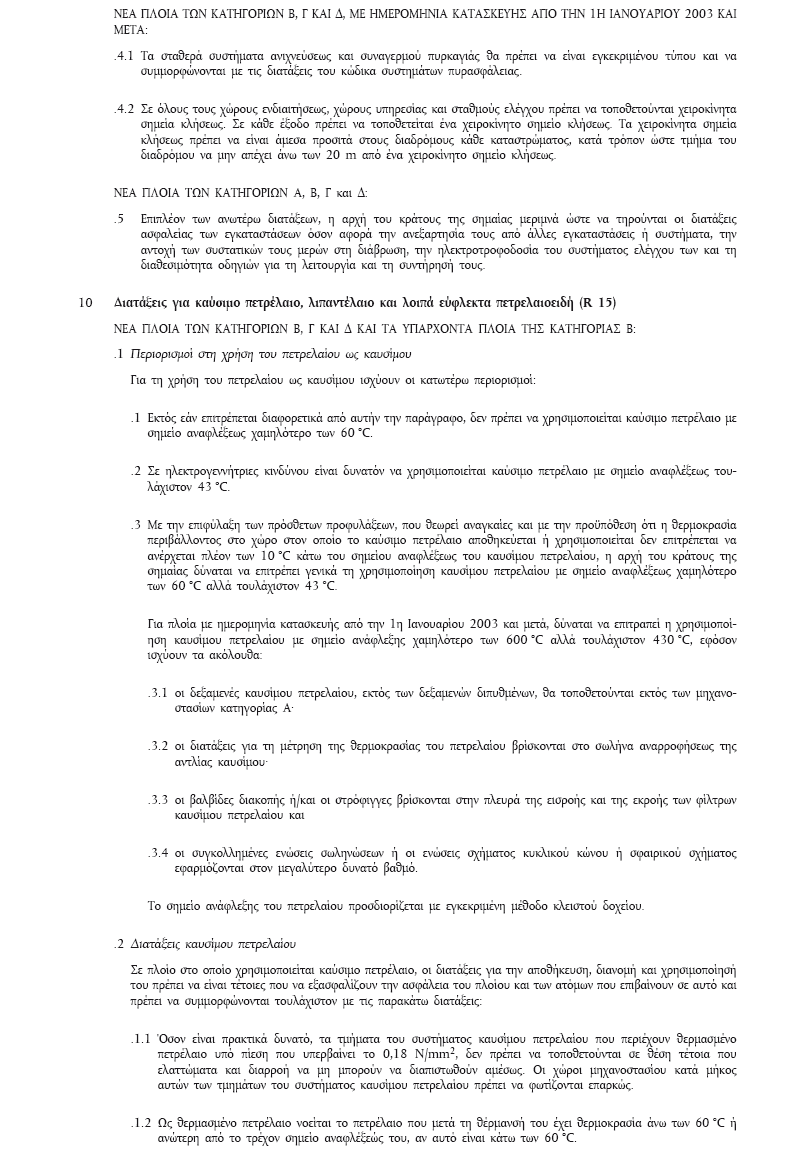 ΝΕΑ ΠΛΟΙΑ ΤΩΝ ΚΑΤΗΓΟΡΙΩΝ Β, Γ ΚΑΙ Δ, ΜΕ ΗΜΕΡΟΜΗΝΙΑ ΚΑΤΑΣΚΕΥΗΣ ΑΠΟ ΤΗΝ 1Η ΙΑΝΟΥΑΡΙΟΥ 2003 ΚΑΙ
ΜΕΤΑ:
.4.1 Τα σταθερά συστήματα ανιχνεύσεως και συναγερμού πυρκαγιάς θα πρέπει να είναι εγκεκριμένου τύπου και να
συμμορφώνονται με τις διατάξεις του κώδικα συστημάτων πυρασφάλειας.
.4.2 Σε όλους τους χώρους ενδιαιτήσεως, χώρους υπηρεσίας και σταθμούς ελέγχου πρέπει να τοποθετούνται χειροκίνητα
σημεία κλήσεως. Σε κάθε έξοδο πρέπει να τοποθετείται ένα χειροκίνητο σημείο κλήσεως. Τα χειροκίνητα σημεία
κλήσεως πρέπει να είναι άμεσα προσιτά στους διαδρόμους κάθε καταστρώματος, κατά τρόπον ώστε τμήμα του
διαδρόμου να μην απέχει άνω των 20 m από ένα χειροκίνητο σημείο κλήσεως.
ΝΕΑ ΠΛΟΙΑ ΤΩΝ ΚΑΤΗΓΟΡΙΩΝ Α, Β, Γ και Δ:
.5 Επιπλέον των ανωτέρω διατάξεων, η αρχή του κράτους της σημαίας μεριμνά ώστε να τηρούνται οι διατάξεις
ασφαλείας των εγκαταστάσεων όσον αφορά την ανεξαρτησία τους από άλλες εγκαταστάσεις ή συστήματα, την
αντοχή των συστατικών τους μερών στη διάβρωση, την ηλεκτροτροφοδοσία του συστήματος ελέγχου των και τη
διαθεσιμότητα οδηγιών για τη λειτουργία και τη συντήρησή τους.
10 Διατάξεις για καύσιμο πετρέλαιο, λιπαντέλαιο και λοιπά εύφλεκτα πετρελαιοειδή (R 15)
ΝΕΑ ΠΛΟΙΑ ΤΩΝ ΚΑΤΗΓΟΡΙΩΝ Β, Γ ΚΑΙ Δ ΚΑΙ ΤΑ ΥΠΑΡΧΟΝΤΑ ΠΛΟΙΑ ΤΗΣ ΚΑΤΗΓΟΡΙΑΣ Β:
.1 Περιορισμοί στη χρήση του πετρελαίου ως καυσίμου
Για τη χρήση του πετρελαίου ως καυσίμου ισχύουν οι κατωτέρω περιορισμοί:
.1 Εκτός εάν επιτρέπεται διαφορετικά από αυτήν την παράγραφο, δεν πρέπει να χρησιμοποιείται καύσιμο πετρέλαιο με
σημείο αναφλέξεως χαμηλότερο των 60 °C.
.2 Σε ηλεκτρογεννήτριες κινδύνου είναι δυνατόν να χρησιμοποιείται καύσιμο πετρέλαιο με σημείο αναφλέξεως του-
λάχιστον 43 °C.
.3 Με την επιφύλαξη των πρόσθετων προφυλάξεων, που θεωρεί αναγκαίες και με την προϋπόθεση ότι η θερμοκρασία
περιβάλλοντος στο χώρο στον οποίο το καύσιμο πετρέλαιο αποθηκεύεται ή χρησιμοποιείται δεν επιτρέπεται να
ανέρχεται πλέον των 10 °C κάτω του σημείου αναφλέξεως του καυσίμου πετρελαίου, η αρχή του κράτους της
σημαίας δύναται να επιτρέπει γενικά τη χρησιμοποίηση καυσίμου πετρελαίου με σημείο αναφλέξεως χαμηλότερο
των 60 °C αλλά τουλάχιστον 43 °C.
Για πλοία με ημερομηνία κατασκευής από την 1η Ιανουαρίου 2003 και μετά, δύναται να επιτραπεί η χρησιμοποί-
ηση καυσίμου πετρελαίου με σημείο ανάφλεξης χαμηλότερο των 600 °C αλλά τουλάχιστον 430 °C, εφόσον
ισχύουν τα ακόλουθα:
.3.1 οι δεξαμενές καυσίμου πετρελαίου, εκτός των δεξαμενών διπυθμένων, θα τοποθετούνται εκτός των μηχανο-
στασίων κατηγορίας Α·
.3.2 οι διατάξεις για τη μέτρηση της θερμοκρασίας του πετρελαίου βρίσκονται στο σωλήνα αναρροφήσεως της
αντλίας καυσίμου·
.3.3 οι βαλβίδες διακοπής ή/και οι στρόφιγγες βρίσκονται στην πλευρά της εισροής και της εκροής των φίλτρων
καυσίμου πετρελαίου και
.3.4 οι συγκολλημένες ενώσεις σωληνώσεων ή οι ενώσεις σχήματος κυκλικού κώνου ή σφαιρικού σχήματος
εφαρμόζονται στον μεγαλύτερο δυνατό βαθμό.
Το σημείο ανάφλεξης του πετρελαίου προσδιορίζεται με εγκεκριμένη μέθοδο κλειστού δοχείου.
.2 Διατάξεις καυσίμου πετρελαίου
Σε πλοίο στο οποίο χρησιμοποιείται καύσιμο πετρέλαιο, οι διατάξεις για την αποθήκευση, διανομή και χρησιμοποίησή
του πρέπει να είναι τέτοιες που να εξασφαλίζουν την ασφάλεια του πλοίου και των ατόμων που επιβαίνουν σε αυτό και
πρέπει να συμμορφώνονται τουλάχιστον με τις παρακάτω διατάξεις:
.1.1 Όσον είναι πρακτικά δυνατό, τα τμήματα του συστήματος καυσίμου πετρελαίου που περιέχουν θερμασμένο
πετρέλαιο υπό πίεση που υπερβαίνει το 0,18 N/mm², δεν πρέπει να τοποθετούνται σε θέση τέτοια που
ελαττώματα και διαρροή να μη μπορούν να διαπιστωθούν αμέσως. Οι χώροι μηχανοστασίου κατά μήκος
αυτών των τμημάτων του συστήματος καυσίμου πετρελαίου πρέπει να φωτίζονται επαρκώς.
.1.2 Ως θερμασμένο πετρέλαιο νοείται το πετρέλαιο που μετά τη θέρμανσή του έχει θερμοκρασία άνω των 60 °C ή
ανώτερη από το τρέχον σημείο αναφλέξεώς του, αν αυτό είναι κάτω των 60 °C.